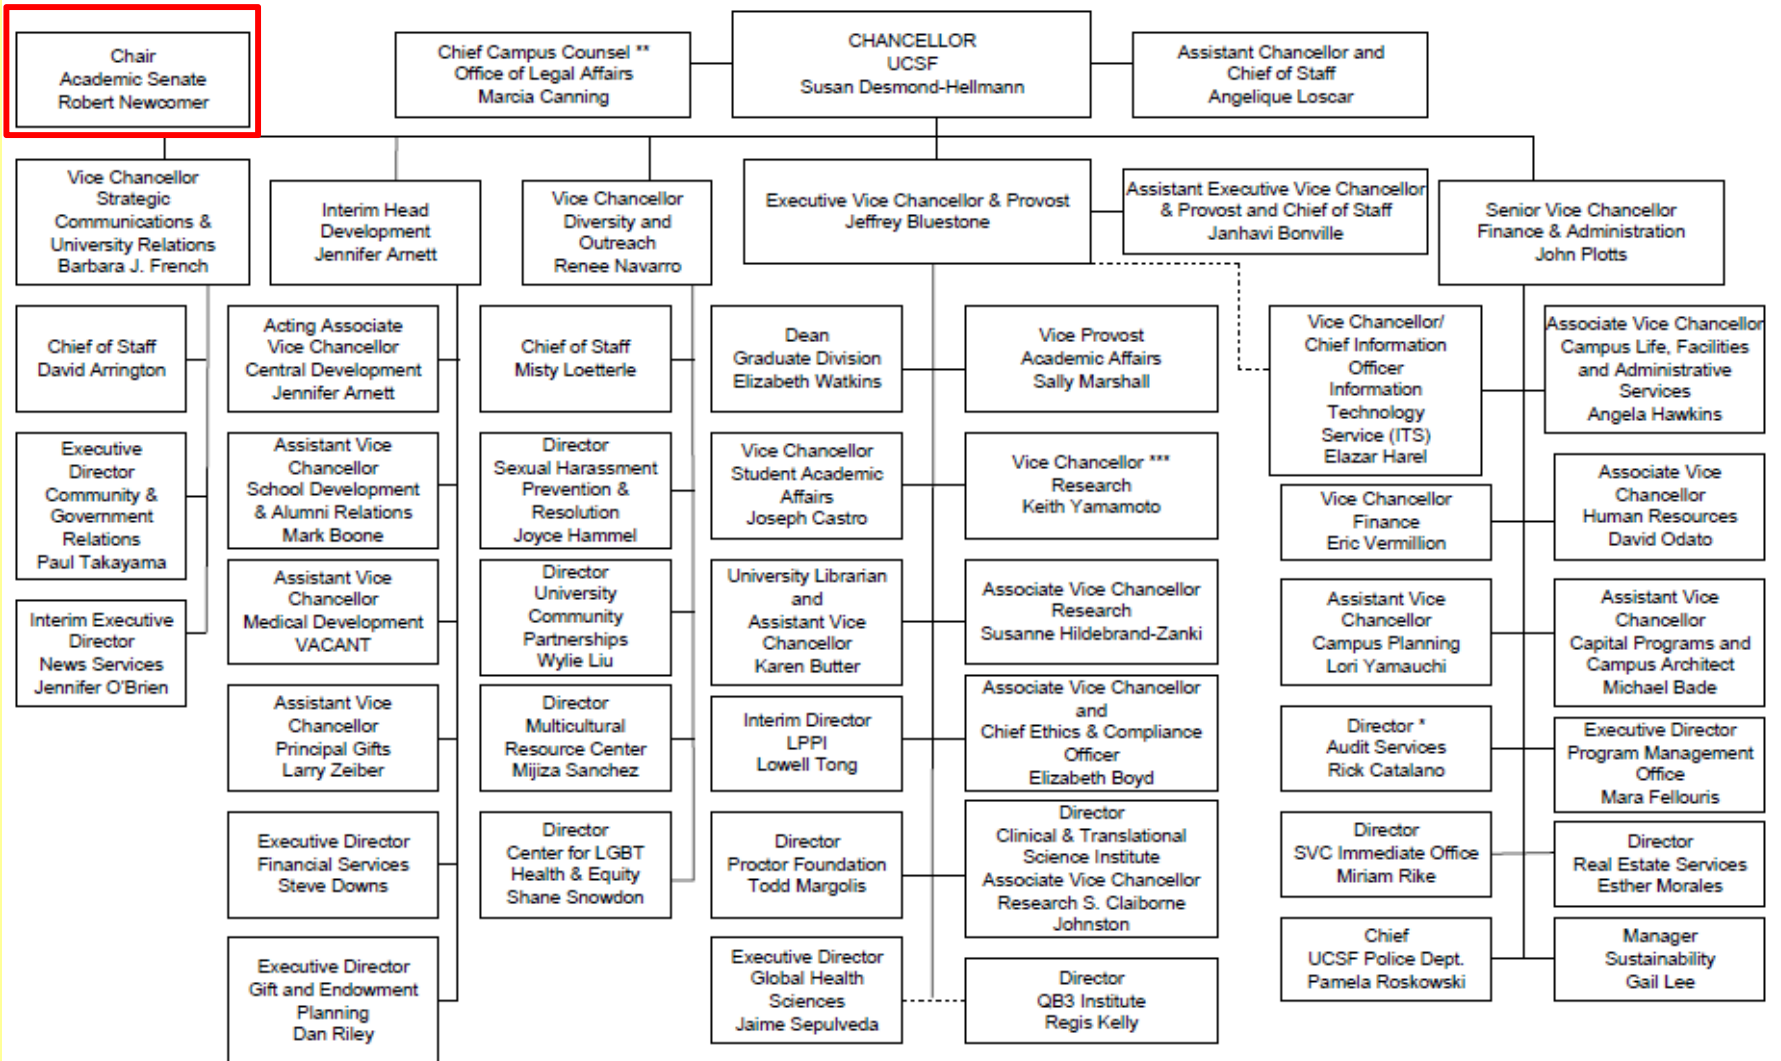 Chair
Academic Senate
Robert Newcomer
Chief Campus Counsel **
Office of Legal Affairs
Marcia Canning
CHANCELLOR
UCSF
Susan Desmond-Hellmann
Assistant Chancellor and
Chief of Staff
Angelique Loscar
Vice Chancellor
Strategic
Communications &
University Relations
Barbara J. French
Interim Head
Development
Jennifer Arnett
Vice Chancellor
Diversity and
Outreach
Renee Navarro
Executive Vice Chancellor & Provost
Jeffrey Bluestone
Assistant Executive Vice Chancellor
& Provost and Chief of Staff
Janhavi Bonville
Senior Vice Chancellor
Finance & Administration
John Plotts
Chief of Staff
David Arrington
Executive
Director
Community &
Government
Relations
Paul Takayama
Interim Executive
Director
News Services
Jennifer O'Brien
Acting Associate
Vice Chancellor
Central Development
Jennifer Arnett
Assistant Vice
Chancellor
School Development
& Alumni Relations
Mark Boone
Assistant Vice
Chancellor
Medical Development
VACANT
Assistant Vice
Chancellor
Principal Gifts
Larry Zeiber
Executive Director
Financial Services
Steve Downs
Executive Director
Gift and Endowment
Planning
Dan Riley
Chief of Staff
Misty Loetterle
Director
Sexual Harassment
Prevention &
Resolution
Joyce Hammel
Director
University
Community
Partnerships
Wylie Liu
Director
Multicultural
Resource Center
Mijiza Sanchez
Director
Center for LGBT
Health & Equity
Shane Snowdon
Dean
Graduate Division
Elizabeth Watkins
Vice Chancellor
Student Academic
Affairs
Joseph Castro
University Librarian
and
Assistant Vice
Chancellor
Karen Butter
Interim Director
LPPI
Lowell Tong
Director
Proctor Foundation
Todd Margolis
Executive Director
Global Health
Sciences
Jaime Sepulveda
Vice Provost
Academic Affairs
Sally Marshall
Vice Chancellor ***
Research
Keith Yamamoto
Associate Vice Chancellor
Research
Susanne Hildebrand-Zanki
Associate Vice Chancellor
and
Chief Ethics & Compliance
Officer
Elizabeth Boyd
Director
Clinical & Translational
Science Institute
Associate Vice Chancellor
Research S. Claiborne
Johnston
Director
QB3 Institute
Regis Kelly
Vice Chancellor/
Chief Information
Officer
Information
Technology
Service (ITS)
Elazar Harel
Vice Chancellor
Finance
Eric Vermillion
Assistant Vice
Chancellor
Campus Planning
Lori Yamauchi
Director *
Audit Services
Rick Catalano
Director
SVC Immediate Office
Miriam Rike
Chief
UCSF Police Dept.
Pamela Roskowski
Associate Vice Chancellor
Campus Life, Facilities
and Administrative
Services
Angela Hawkins
Associate Vice
Chancellor
Human Resources
David Odato
Assistant Vice
Chancellor
Capital Programs and
Campus Architect
Michael Bade
Executive Director
Program Management
Office
Mara Fellouris
Director
Real Estate Services
Esther Morales
Manager
Sustainability
Gail Lee